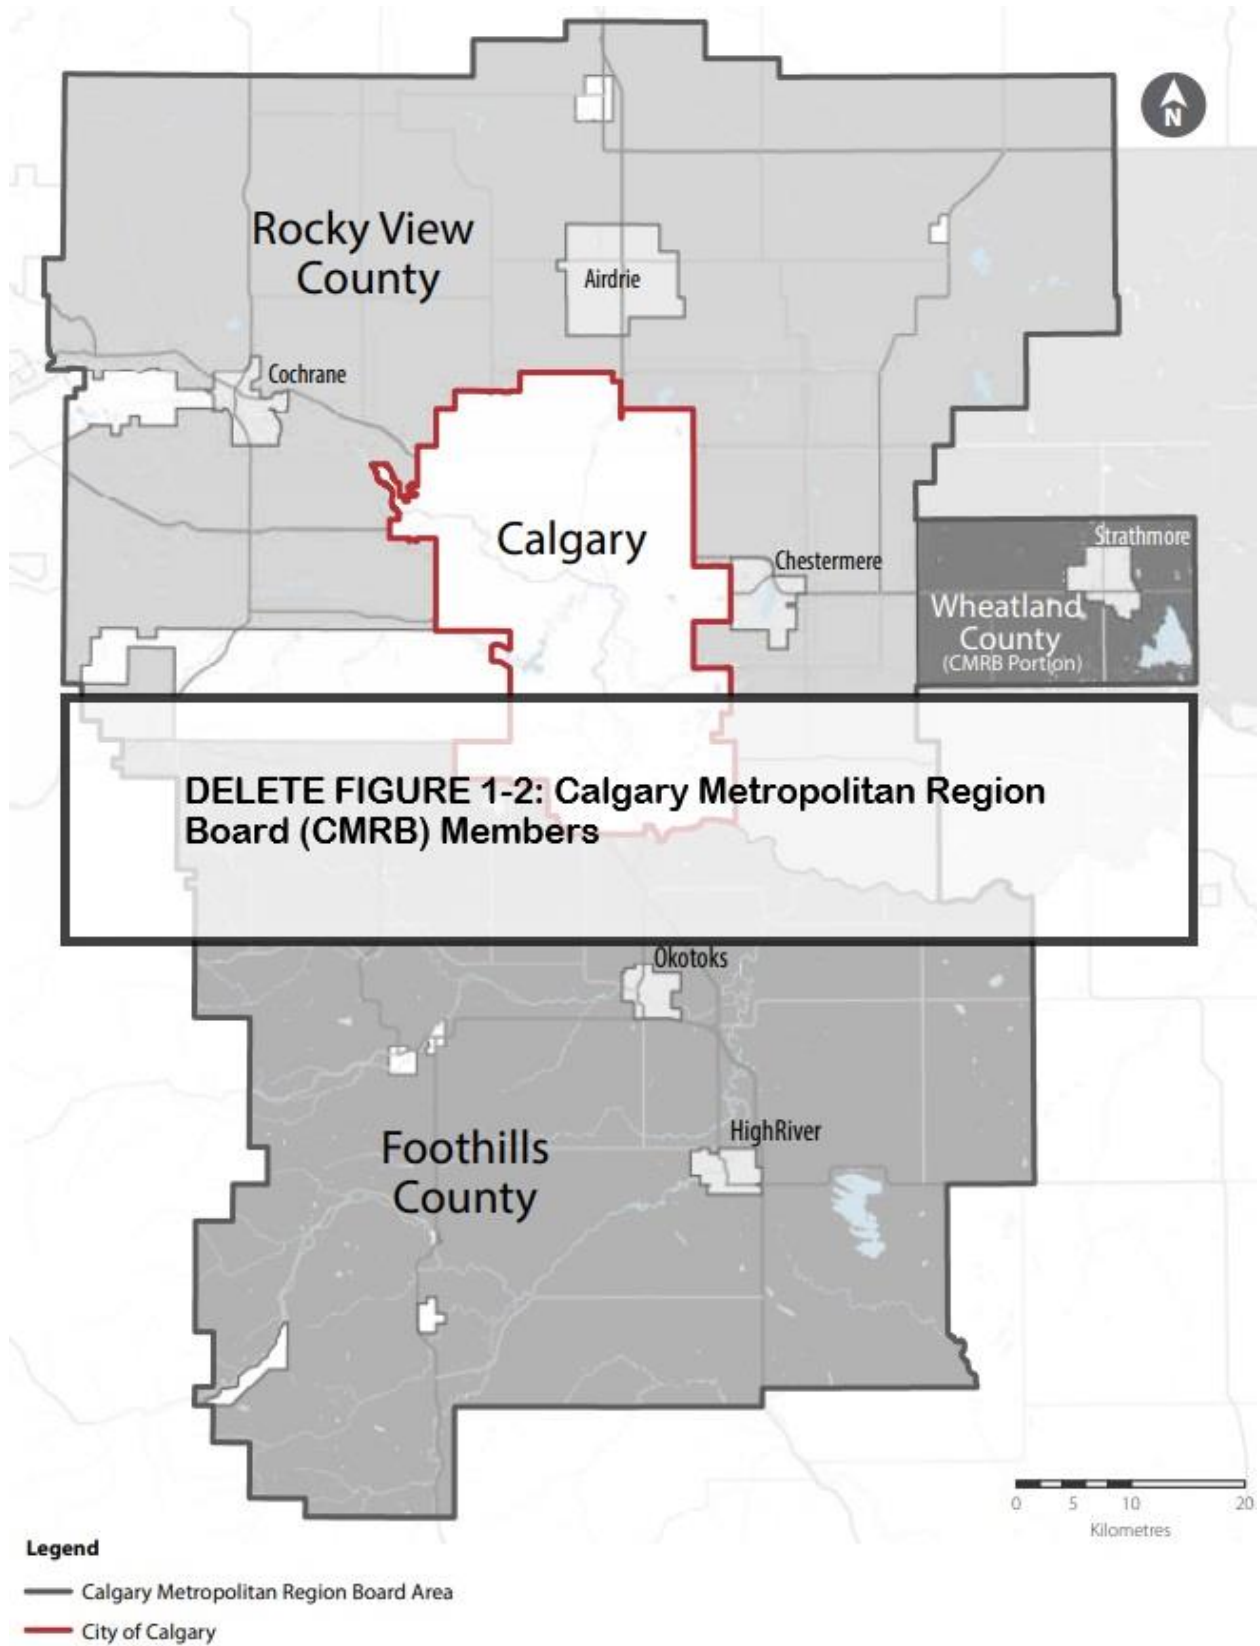 N
Rocky View
County
Airdrie
Cochrane
Calgary
Chestermere
Strathmore
Wheatland
County
(CMRB Portion)
DELETE FIGURE 1-2: Calgary Metropolitan Region
Board (CMRB) Members
Okotoks
HighRiver
Foothills
County
0 5 10 20
Kilometres
Legend
Calgary Metropolitan Region Board Area
City of Calgary